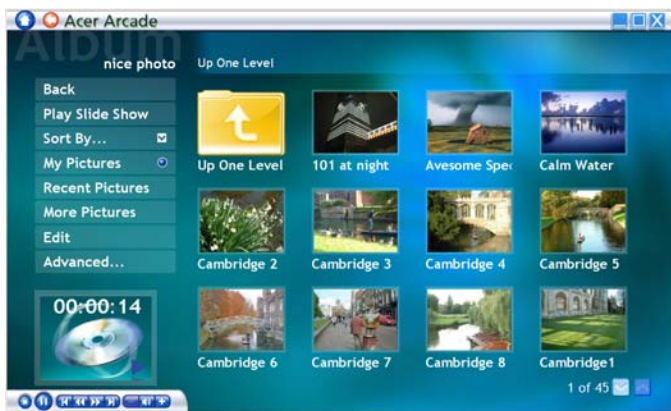 Acer Arcade
Album
nice photo
Up One Level
Back
Play Slide Show
Sort By...
My Pictures
Recent Pictures
More Pictures
Edit
Advanced...
00:00:14
Up One Level
101 at night
Avesome Spe
Calm Water
Cambridge 2
Cambridge 3
Cambridge 4
Cambridge 5
Cambridge 6
Cambridge 7
Cambridge 8
Cambridge1
1 of 45